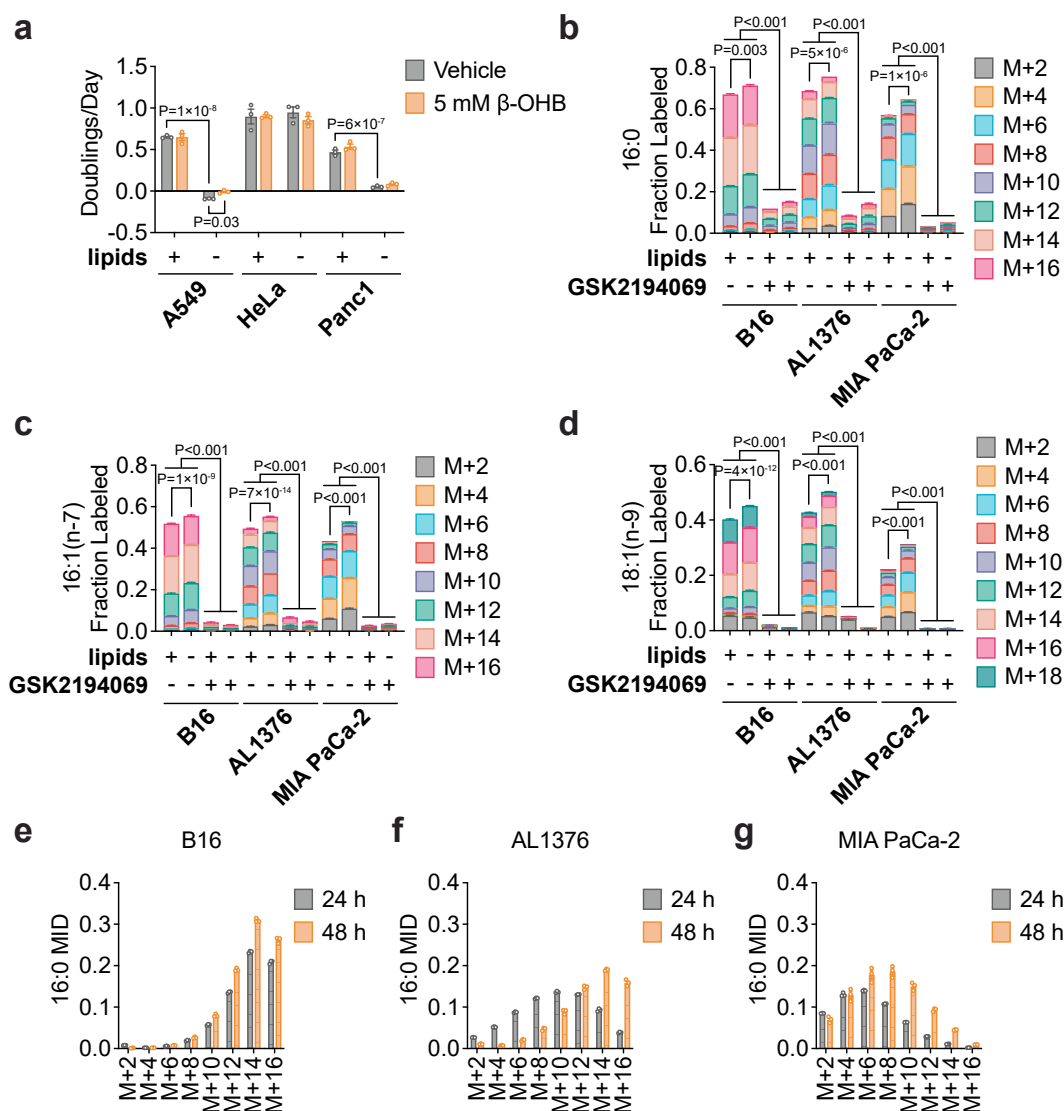 a
Doublings/Day
1.5
1.0
0.5
0.0
-0.5
P=1×10-8
P=0.03
P=6×10-7
Vehicle
5 mM β-OHB
lipids
+ - + - + -
A549
HeLa
Panc1
b
16:0
Fraction Labeled
0.8
0.6
0.4
0.2
0.0
P<0.001
P=0.003
P<0.001
P=5×10-6
P<0.001
P=1×10-6
M+2
M+4
M+6
M+8
M+10
M+12
M+14
M+16
lipids
+ - + - + - + - + - + -
GSK2194069
- - + + - - + + - - + +
B16
AL1376
MIA PaCa-2
c
16:1(n-7)
Fraction Labeled
0.8
0.6
0.4
0.2
0.0
P<0.001
P=1×10-9
P<0.001
P=7×10-14
P<0.001
P<0.001
M+2
M+4
M+6
M+8
M+10
M+12
M+14
M+16
lipids
+ - + - + - + - + - + -
GSK2194069
- - + + - - + + - - + +
B16
AL1376
MIA PaCa-2
d
18:1(n-9)
Fraction Labeled
0.6
0.4
0.2
0.0
P<0.001
P=4×10-12
P<0.001
P<0.001
P<0.001
P<0.001
M+2
M+4
M+6
M+8
M+10
M+12
M+14
M+16
M+18
lipids
+ - + - + - + - + - + -
GSK2194069
- - + + - - + + - - + +
B16
AL1376
MIA PaCa-2
e
B16
16:0 MID
0.4
0.3
0.2
0.1
0.0
24 h
48 h
M+2
M+4
M+6
M+8
M+10
M+12
M+14
M+16
f
AL1376
16:0 MID
0.4
0.3
0.2
0.1
0.0
24 h
48 h
M+2
M+4
M+6
M+8
M+10
M+12
M+14
M+16
g
MIA PaCa-2
16:0 MID
0.4
0.3
0.2
0.1
0.0
24 h
48 h
M+2
M+4
M+6
M+8
M+10
M+12
M+14
M+16